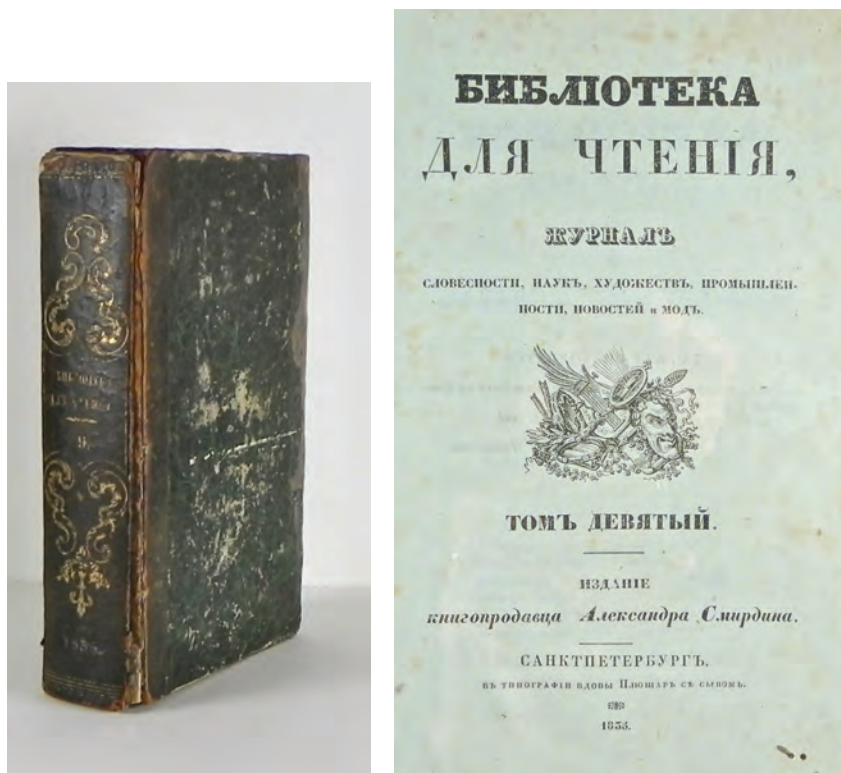 9.
БИБЛІОТЕКА
ДЛЯ ЧТЕНІЯ,
ЖУРНАЛЪ
СЛОВЕСНОСТИ, НАУКЪ, ХУДОЖЕСТВЪ, ПРОМЫШЛЕН-
НОСТИ, НОВОСТЕЙ и МОДЪ.
ТОМЪ ДЕВЯТЫЙ.
ИЗДАНІЕ
книгопродавца Александра Смирдина.
САНКТПЕТЕРБУРГЪ,
ВЪ ТИПОГРАФІИ ВДОВЫ ПЛЮШАРЪ СЪ СЫНОМЪ.
1835.